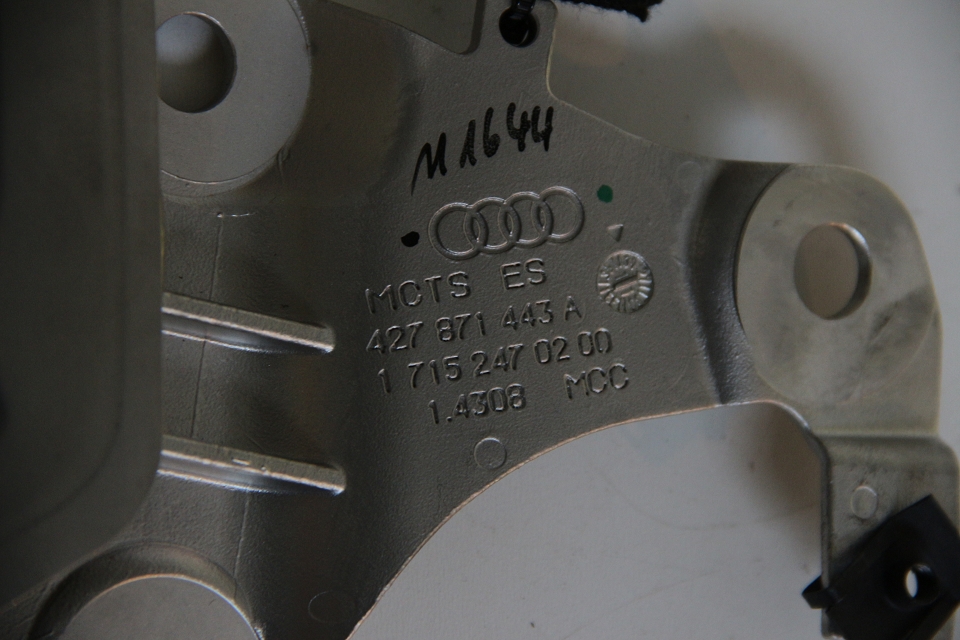 M1644
MCTS ES
427 871 443 A
1 715 247 02 00
1.4308 MCC